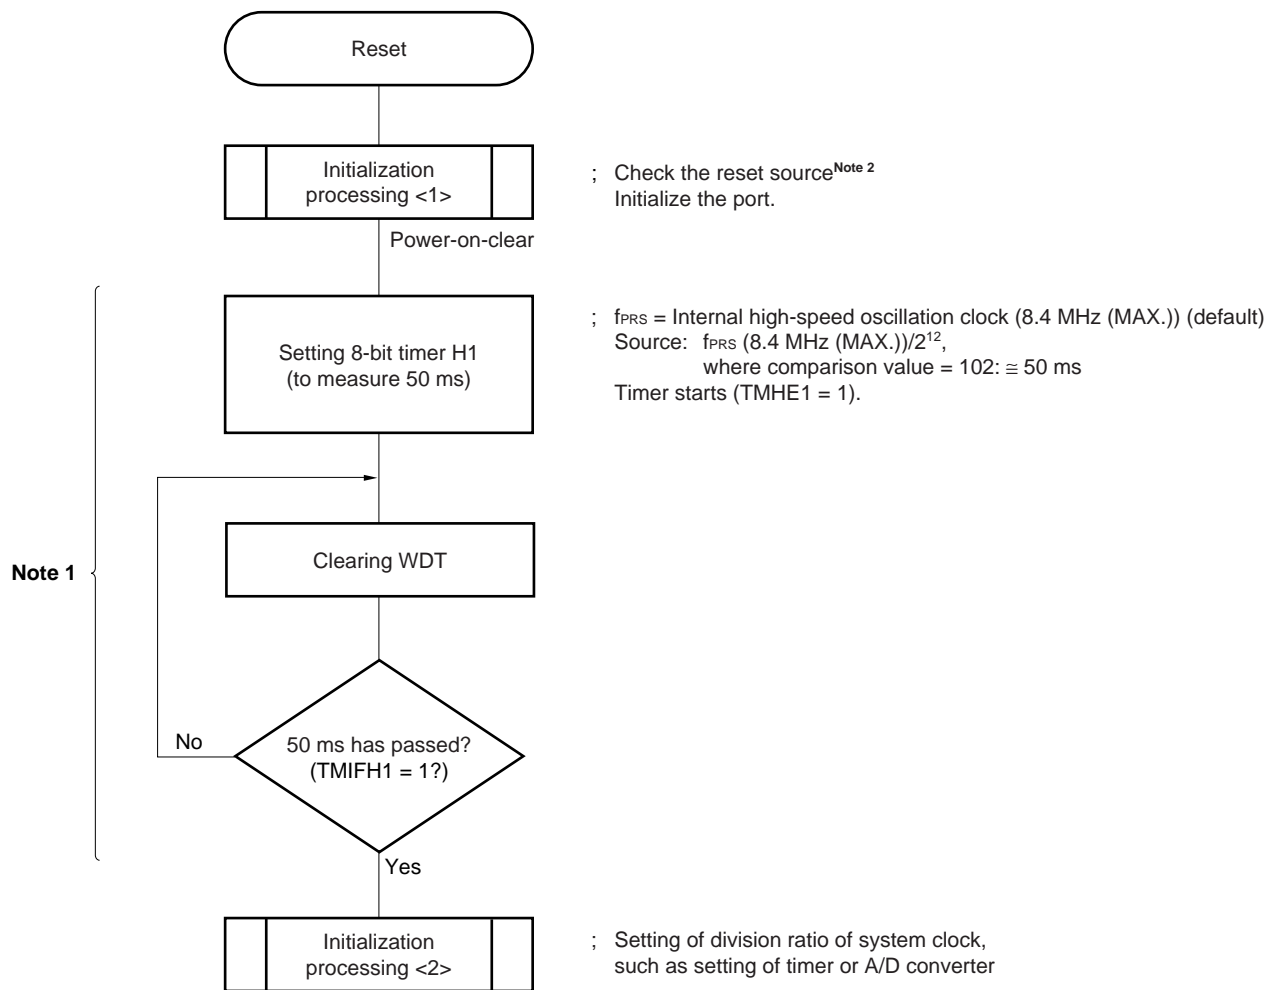 Reset
Initialization
processing <1>
; Check the reset sourceNote 2
Initialize the port.
Power-on-clear
Setting 8-bit timer H1
(to measure 50 ms)
; fPRS = Internal high-speed oscillation clock (8.4 MHz (MAX.)) (default)
Source: fPRS (8.4 MHz (MAX.))/2¹²,
where comparison value = 102: ≅ 50 ms
Timer starts (TMHE1 = 1).
Note 1
Clearing WDT
No
50 ms has passed?
(TMIFH1 = 1?)
Yes
Initialization
processing <2>
; Setting of division ratio of system clock,
such as setting of timer or A/D converter